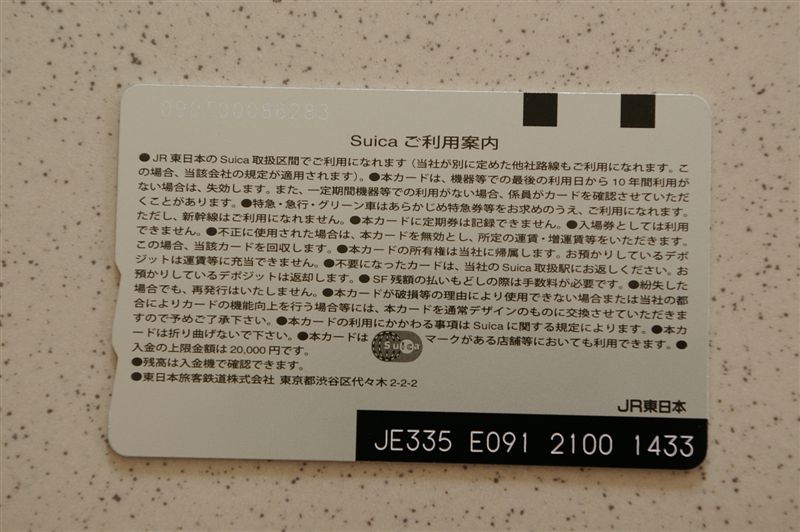 Suica ご利用案内
●JR東日本のSuica取扱区間でご利用になれます（当社が別に定めた他社路線もご利用になれます。こ
の場合、当該会社の規定が適用されます）。●本カードは、機器等での最後の利用日から10年間利用が
ない場合は、失効します。また、一定期間機器等での利用がない場合、係員がカードを確認させていただ
くことがあります。●特急・急行・グリーン車はあらかじめ特急券等をお求めのうえ、ご利用になれます。
ただし、新幹線はご利用になれません。●本カードに定期券は記録できません。●入場券としては利用
できません。●不正に使用された場合は、本カードを無効とし、所定の運賃・増運賃等をいただきます。
この場合、当該カードを回収します。●本カードの所有権は当社に帰属します。お預かりしているデポ
ジットは運賃等に充当できません。●不要になったカードは、当社のSuica取扱駅にお返しください。お
預かりしているデポジットは返却します。●SF残額の払いもどしの際は手数料が必要です。●紛失した
場合でも、再発行はいたしません。●本カードが破損等の理由により使用できない場合または当社の都
合によりカードの機能向上を行う場合等には、本カードを通常デザインのものに交換させていただきま
すので予めご了承下さい。●本カードの利用にかかわる事項はSuicaに関する規定によります。●本カ
ードは折り曲げないで下さい。●本カードは Suica マークがある店舗等においても利用できます。●
入金の上限金額は20,000円です。
●残高は入金機で確認できます。
●東日本旅客鉄道株式会社 東京都渋谷区代々木2-2-2
JR東日本
JE335 E091 2100 1433